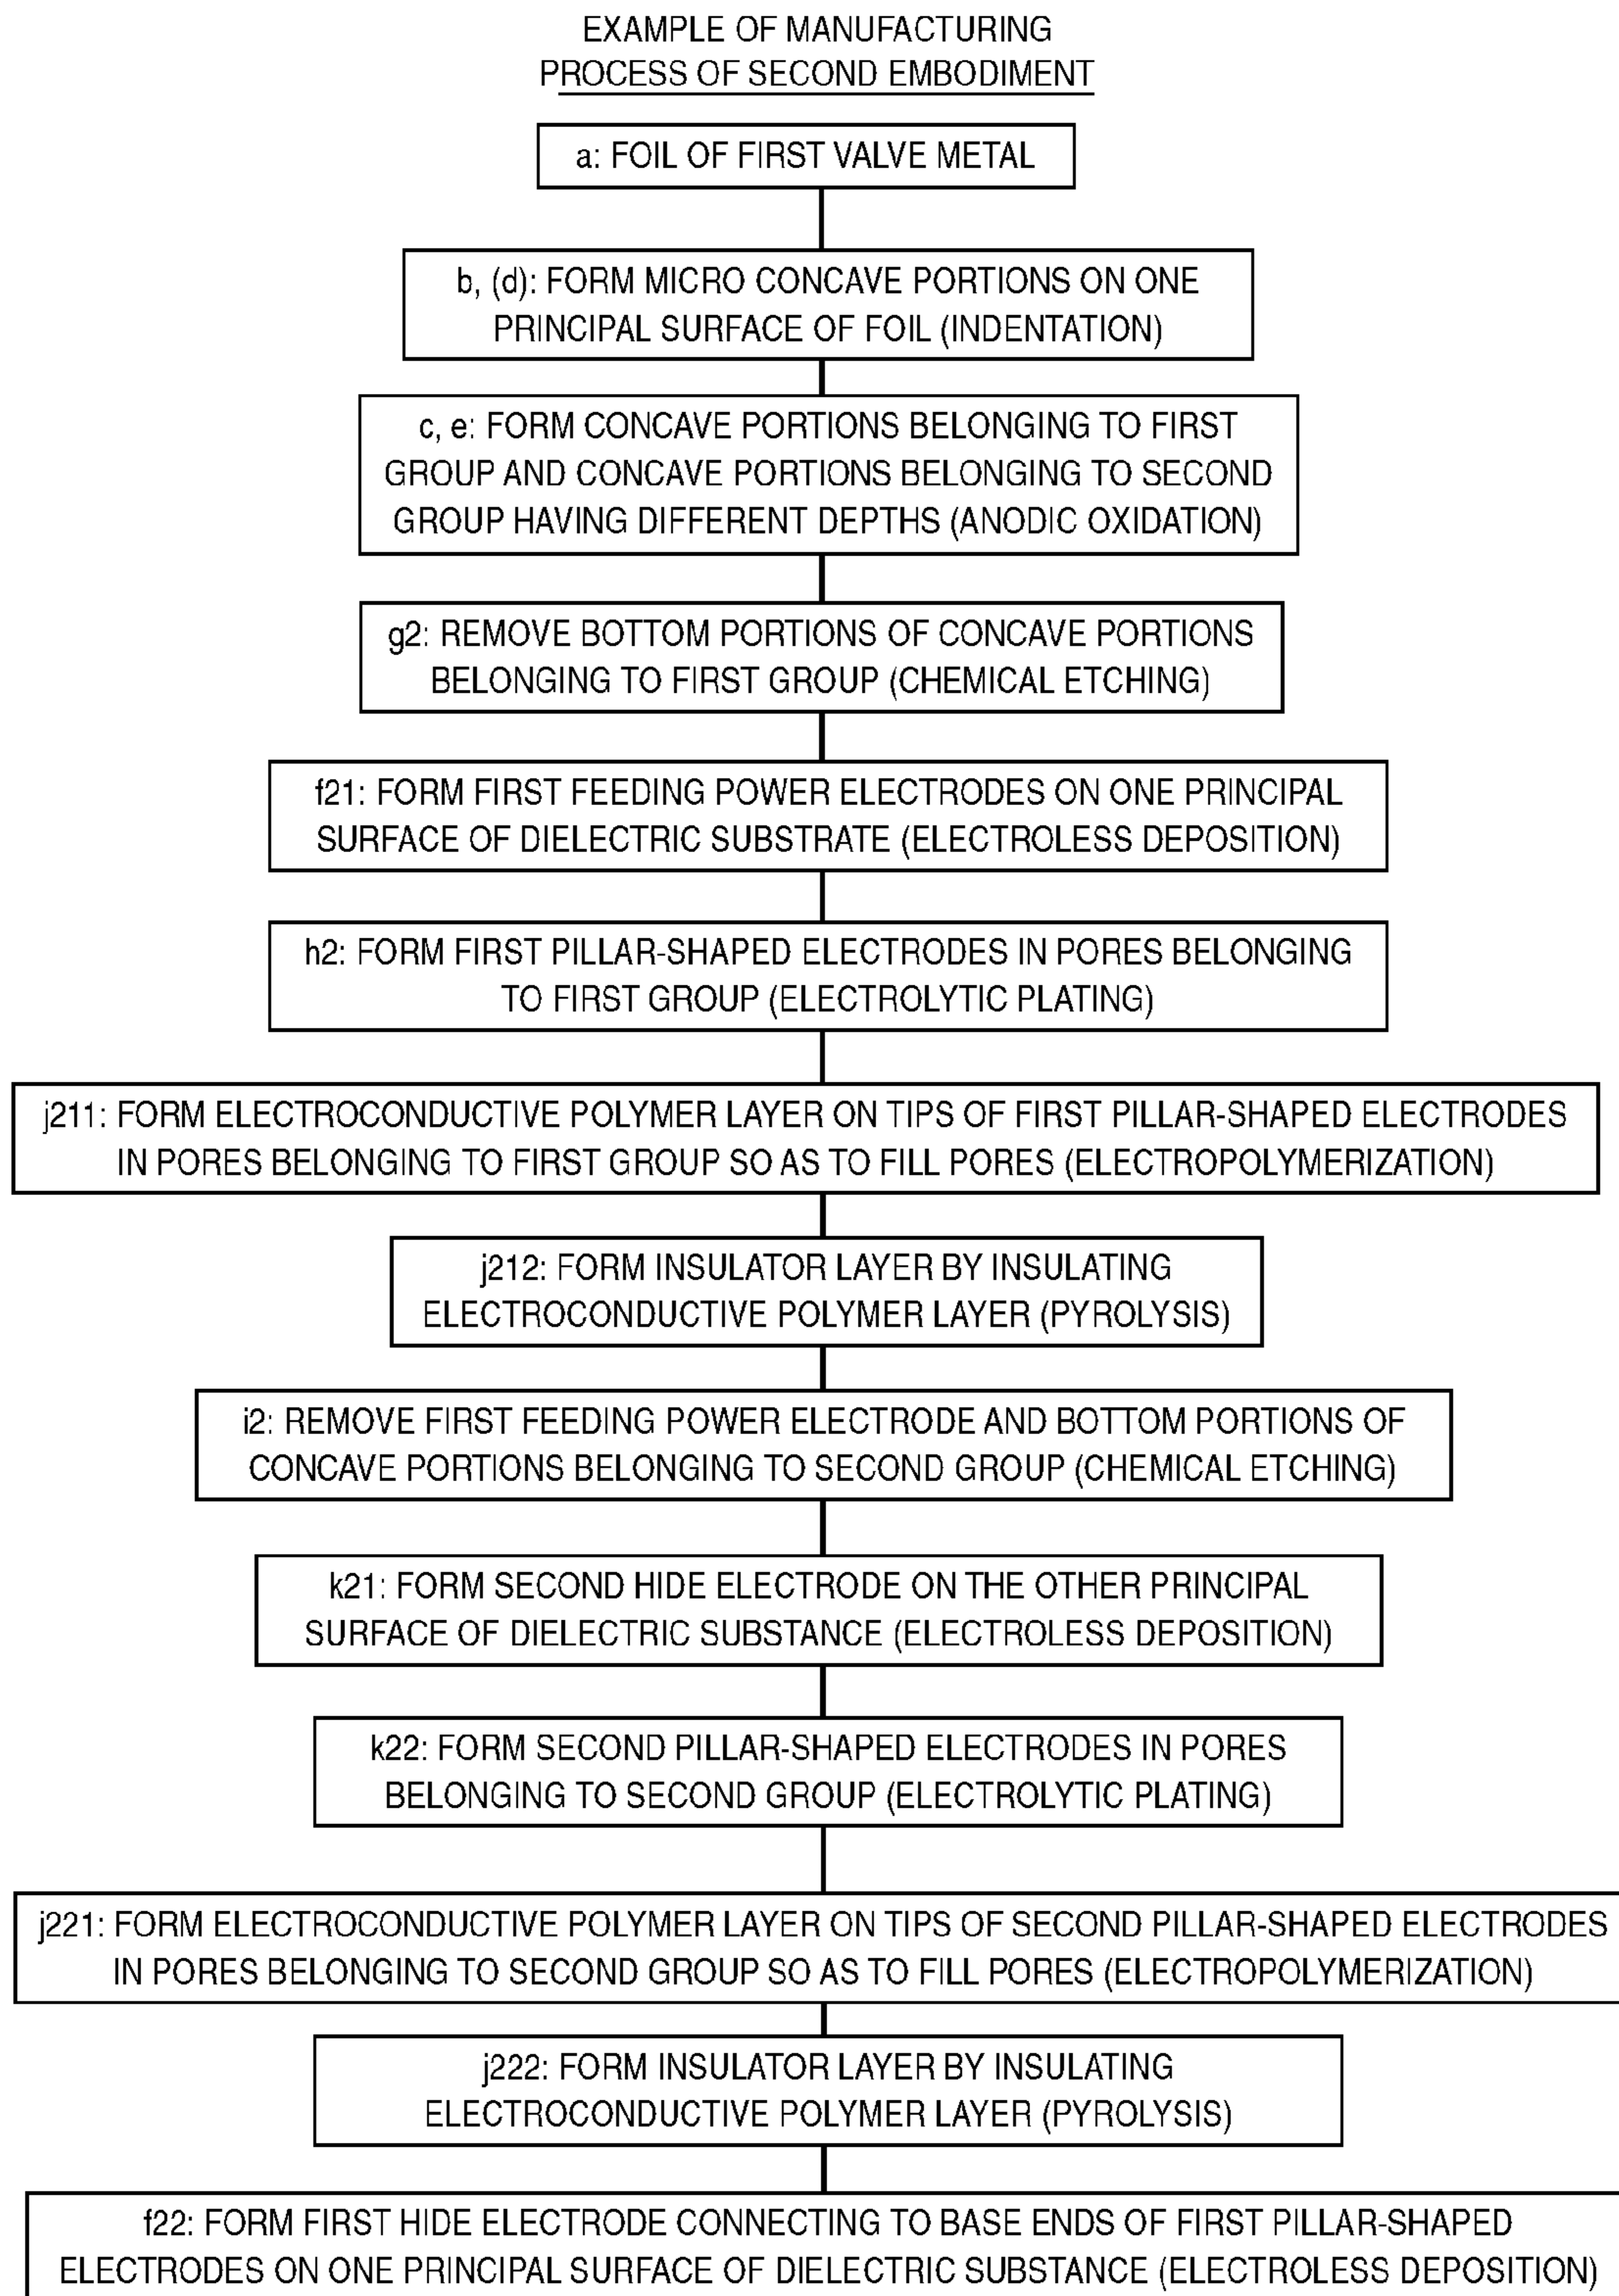 EXAMPLE OF MANUFACTURING
PROCESS OF SECOND EMBODIMENT
a: FOIL OF FIRST VALVE METAL
b, (d): FORM MICRO CONCAVE PORTIONS ON ONE
PRINCIPAL SURFACE OF FOIL (INDENTATION)
c, e: FORM CONCAVE PORTIONS BELONGING TO FIRST
GROUP AND CONCAVE PORTIONS BELONGING TO SECOND
GROUP HAVING DIFFERENT DEPTHS (ANODIC OXIDATION)
g2: REMOVE BOTTOM PORTIONS OF CONCAVE PORTIONS
BELONGING TO FIRST GROUP (CHEMICAL ETCHING)
f21: FORM FIRST FEEDING POWER ELECTRODES ON ONE PRINCIPAL
SURFACE OF DIELECTRIC SUBSTRATE (ELECTROLESS DEPOSITION)
h2: FORM FIRST PILLAR-SHAPED ELECTRODES IN PORES BELONGING
TO FIRST GROUP (ELECTROLYTIC PLATING)
j211: FORM ELECTROCONDUCTIVE POLYMER LAYER ON TIPS OF FIRST PILLAR-SHAPED ELECTRODES
IN PORES BELONGING TO FIRST GROUP SO AS TO FILL PORES (ELECTROPOLYMERIZATION)
j212: FORM INSULATOR LAYER BY INSULATING
ELECTROCONDUCTIVE POLYMER LAYER (PYROLYSIS)
i2: REMOVE FIRST FEEDING POWER ELECTRODE AND BOTTOM PORTIONS OF
CONCAVE PORTIONS BELONGING TO SECOND GROUP (CHEMICAL ETCHING)
k21: FORM SECOND HIDE ELECTRODE ON THE OTHER PRINCIPAL
SURFACE OF DIELECTRIC SUBSTANCE (ELECTROLESS DEPOSITION)
k22: FORM SECOND PILLAR-SHAPED ELECTRODES IN PORES
BELONGING TO SECOND GROUP (ELECTROLYTIC PLATING)
j221: FORM ELECTROCONDUCTIVE POLYMER LAYER ON TIPS OF SECOND PILLAR-SHAPED ELECTRODES
IN PORES BELONGING TO SECOND GROUP SO AS TO FILL PORES (ELECTROPOLYMERIZATION)
j222: FORM INSULATOR LAYER BY INSULATING
ELECTROCONDUCTIVE POLYMER LAYER (PYROLYSIS)
f22: FORM FIRST HIDE ELECTRODE CONNECTING TO BASE ENDS OF FIRST PILLAR-SHAPED
ELECTRODES ON ONE PRINCIPAL SURFACE OF DIELECTRIC SUBSTANCE (ELECTROLESS DEPOSITION)